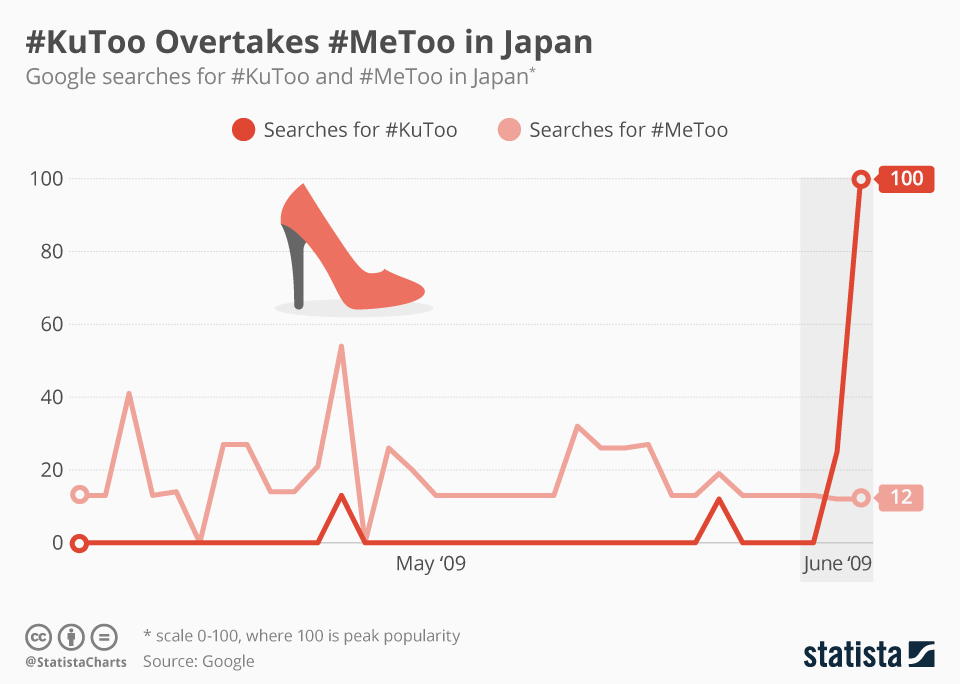 #KuToo Overtakes #MeToo in Japan
Google searches for #KuToo and #MeToo in Japan*
Searches for #KuToo
Searches for #MeToo
100
80
60
40
20
0
100
12
May ‘09
June ‘09
cc
@StatistaCharts
* scale 0-100, where 100 is peak popularity
Source: Google
statista